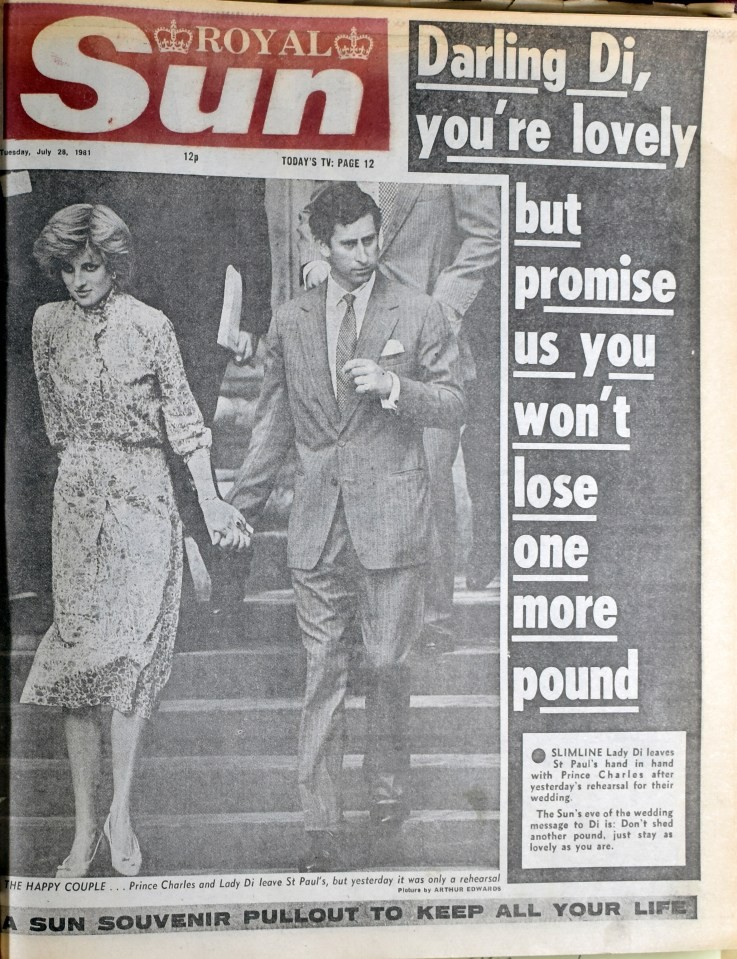 ROYAL
Sun
Tuesday, July 28, 1981
12p
TODAY'S TV: PAGE 12
Darling Di,
you're lovely
but
promise
us you
won't
lose
one
more
pound
SLIMLINE Lady Di leaves
St Paul's hand in hand
with Prince Charles after
yesterday's rehearsal for their
wedding.
The Sun's eve of the wedding
message to Di is: Don't shed
another pound, just stay as
lovely as you are.
THE HAPPY COUPLE . . . Prince Charles and Lady Di leave St Paul's, but yesterday it was only a rehearsal
Picture by ARTHUR EDWARDS
A SUN SOUVENIR PULLOUT TO KEEP ALL YOUR LIFE